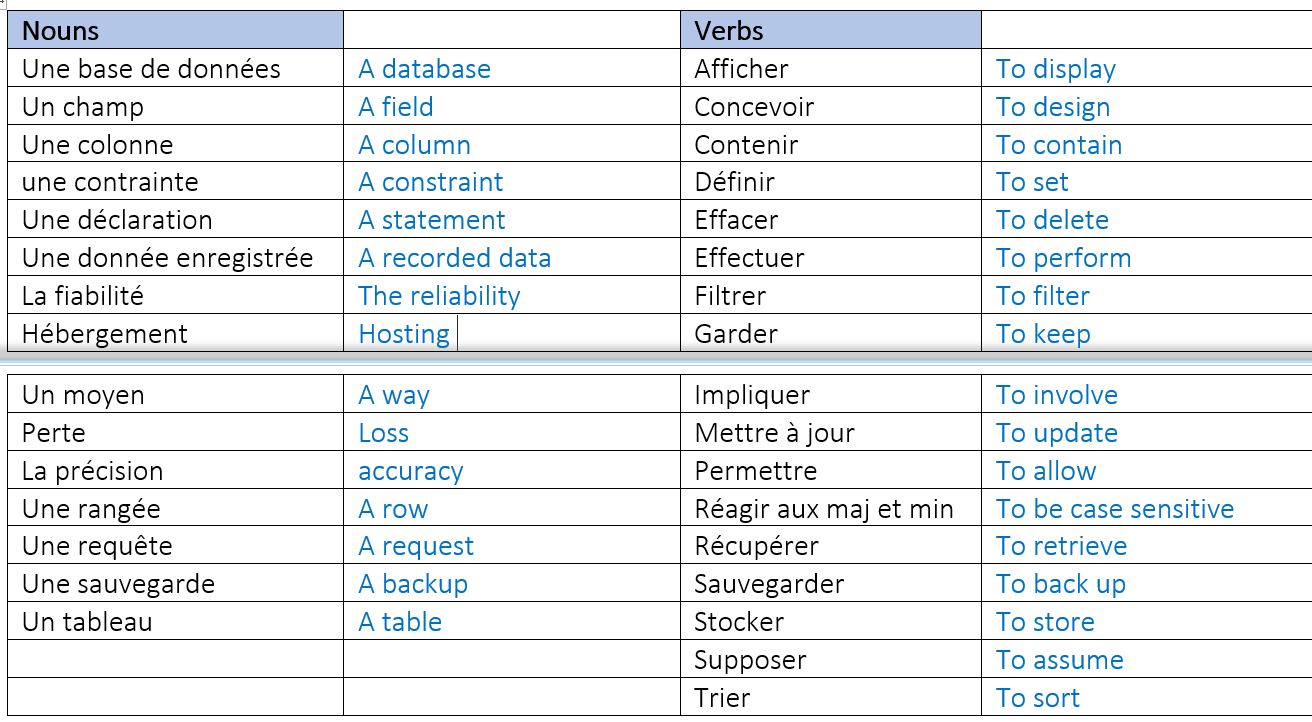 Nouns Verbs
Une base de données A database Afficher To display
Un champ A field Concevoir To design
Une colonne A column Contenir To contain
une contrainte A constraint Définir To set
Une déclaration A statement Effacer To delete
Une donnée enregistrée A recorded data Effectuer To perform
La fiabilité The reliability Filtrer To filter
Hébergement Hosting Garder To keep
Un moyen A way Impliquer To involve
Perte Loss Mettre à jour To update
La précision accuracy Permettre To allow
Une rangée A row Réagir aux maj et min To be case sensitive
Une requête A request Récupérer To retrieve
Une sauvegarde A backup Sauvegarder To back up
Un tableau A table Stocker To store
Supposer To assume
Trier To sort